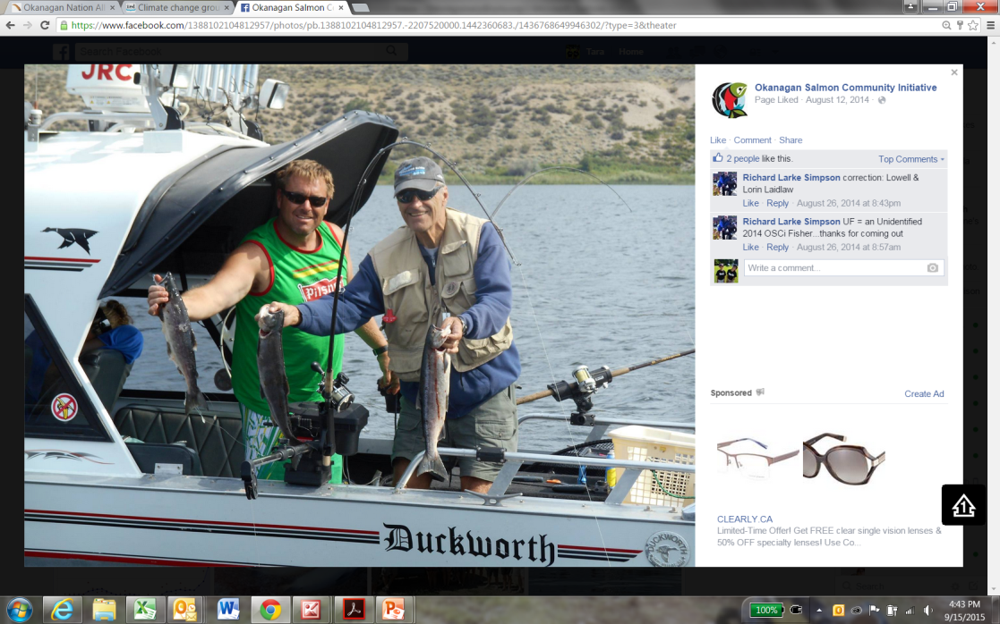 Okanagan Nation All
Climate change grou
Okanagan Salmon C
https://www.facebook.com/1388102104812957/photos/pb.1388102104812957.-2207520000.1442360683./1436768649946302/?type=3&theater
Search Facebook
Tara Home
JRC
Pilsner
Duckworth
DUCKWORTH
Okanagan Salmon Community Initiative
Page Liked · August 12, 2014 ·
Like · Comment · Share
2 people like this.
Top Comments
Richard Larke Simpson correction: Lowell &
Lorin Laidlaw
Like · Reply · August 26, 2014 at 8:43pm
Richard Larke Simpson UF = an Unidentified
2014 OSCi Fisher...thanks for coming out
Like · Reply · August 26, 2014 at 8:57am
Write a comment...
Sponsored
Create Ad
CLEARLY.CA
Limited-Time Offer! Get FREE clear single vision lenses &
50% OFF specialty lenses! Use Co...
Search
100%
4:43 PM
9/15/2015